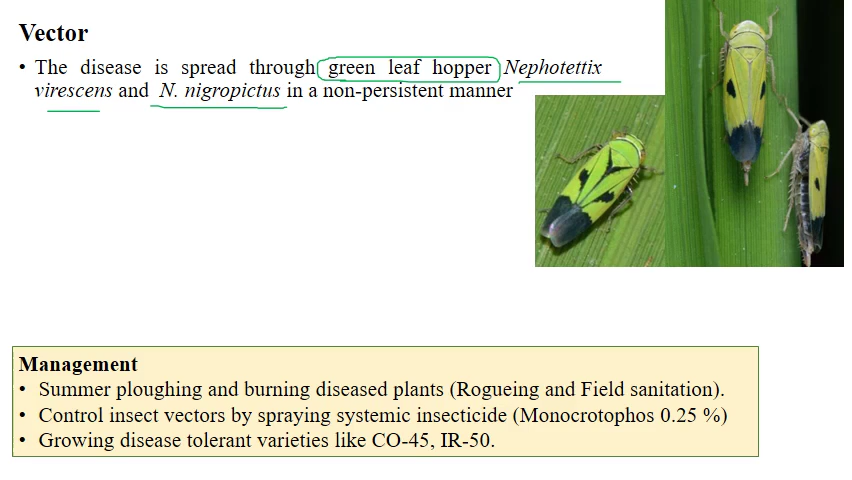 Vector
• The disease is spread through green leaf hopper Nephotettix
virescens and N. nigropictus in a non-persistent manner
Management
• Summer ploughing and burning diseased plants (Rogueing and Field sanitation).
• Control insect vectors by spraying systemic insecticide (Monocrotophos 0.25 %)
• Growing disease tolerant varieties like CO-45, IR-50.